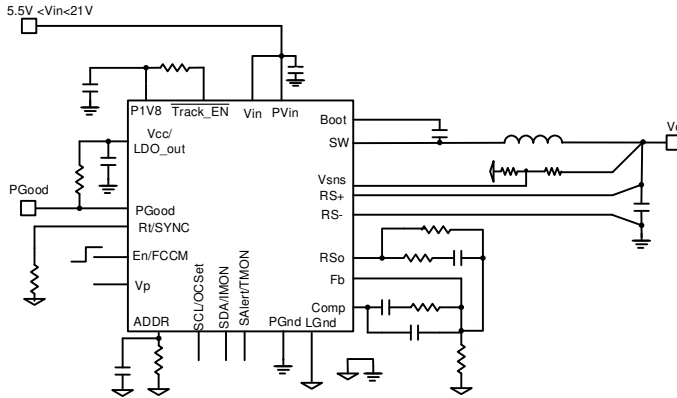 5.5V <Vin<21V
P1V8
Track_EN
Vin
PVin
Boot
Vcc/
LDO_out
SW
Vo
Vsns
PGood
RS+
RS-
PGood
Rt/SYNC
En/FCCM
RSo
Fb
Vp
Comp
ADDR
SCL/OCSet
SDA/IMON
SAlert/TMON
PGnd
LGnd